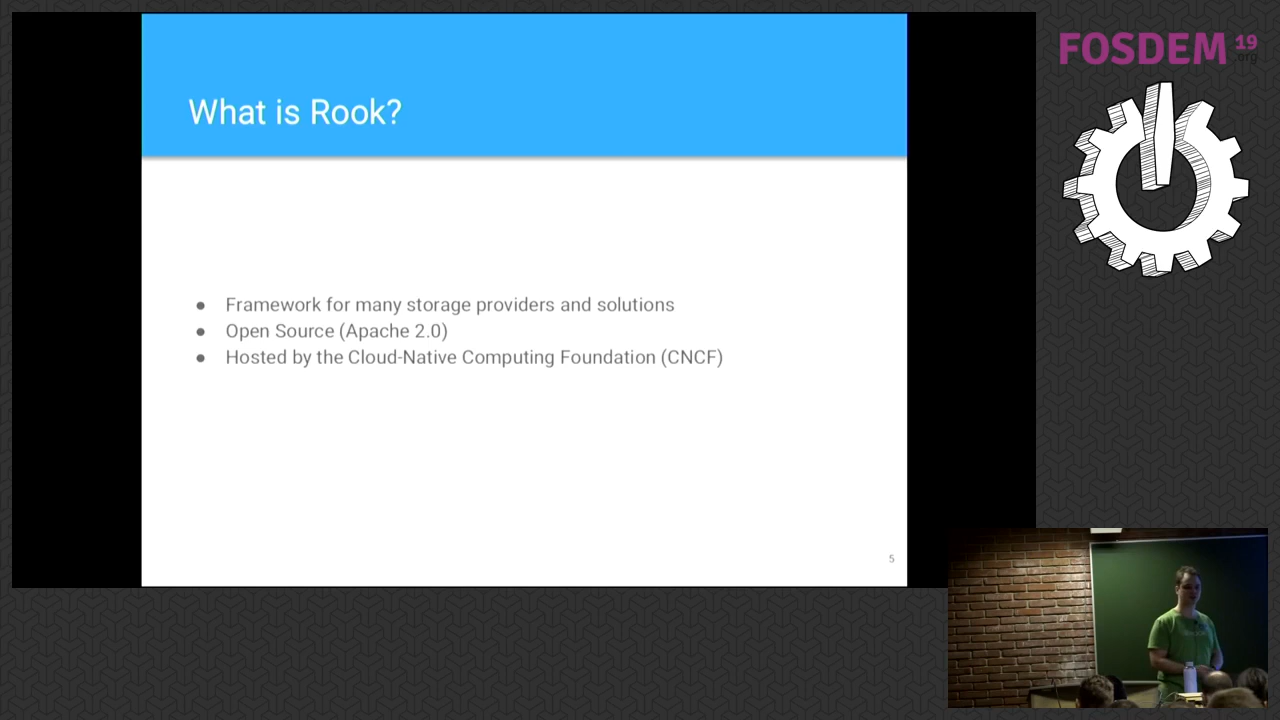 What is Rook?
● Framework for many storage providers and solutions
● Open Source (Apache 2.0)
● Hosted by the Cloud-Native Computing Foundation (CNCF)
5
FOSDEM 19
.org